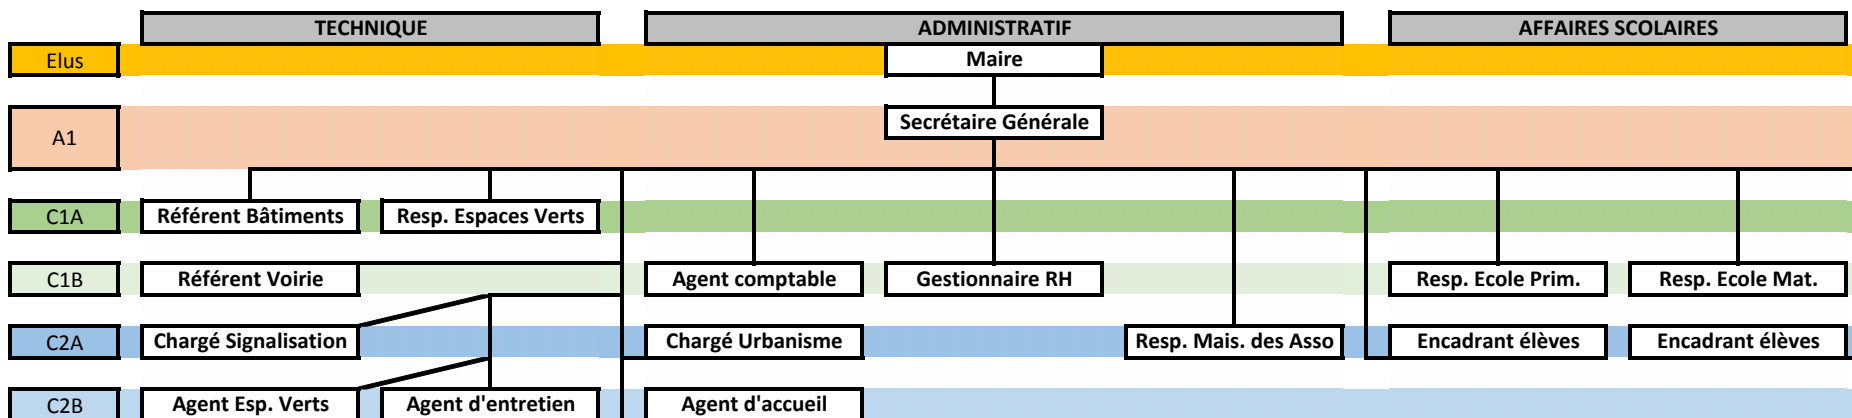 TECHNIQUE ADMINISTRATIF AFFAIRES SCOLAIRES
Elus Maire
A1 Secrétaire Générale
C1A Référent Bâtiments Resp. Espaces Verts
C1B Référent Voirie Agent comptable Gestionnaire RH Resp. Ecole Prim. Resp. Ecole Mat.
C2A Chargé Signalisation Chargé Urbanisme Resp. Mais. des Asso Encadrant élèves Encadrant élèves
C2B Agent Esp. Verts Agent d'entretien Agent d'accueil